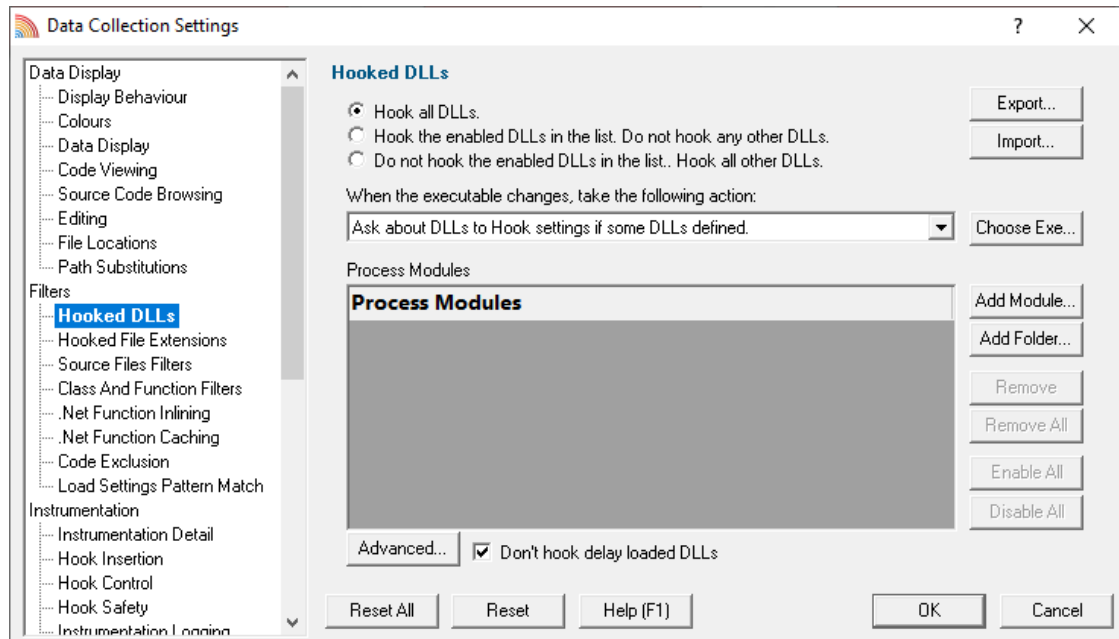 Data Collection Settings
?
Data Display
Display Behaviour
Colours
Data Display
Code Viewing
Source Code Browsing
Editing
File Locations
Path Substitutions
Filters
Hooked DLLs
Hooked File Extensions
Source Files Filters
Class And Function Filters
.Net Function Inlining
.Net Function Caching
Code Exclusion
Load Settings Pattern Match
Instrumentation
Instrumentation Detail
Hook Insertion
Hook Control
Hook Safety
Instrumentation Logging
Hooked DLLs
Hook all DLLs.
Hook the enabled DLLs in the list. Do not hook any other DLLs.
Do not hook the enabled DLLs in the list.. Hook all other DLLs.
Export...
Import...
When the executable changes, take the following action:
Ask about DLLs to Hook settings if some DLLs defined.
Choose Exe...
Process Modules
Process Modules
Add Module...
Add Folder...
Remove
Remove All
Enable All
Disable All
Advanced...
Don't hook delay loaded DLLs
Reset All
Reset
Help (F1)
OK
Cancel